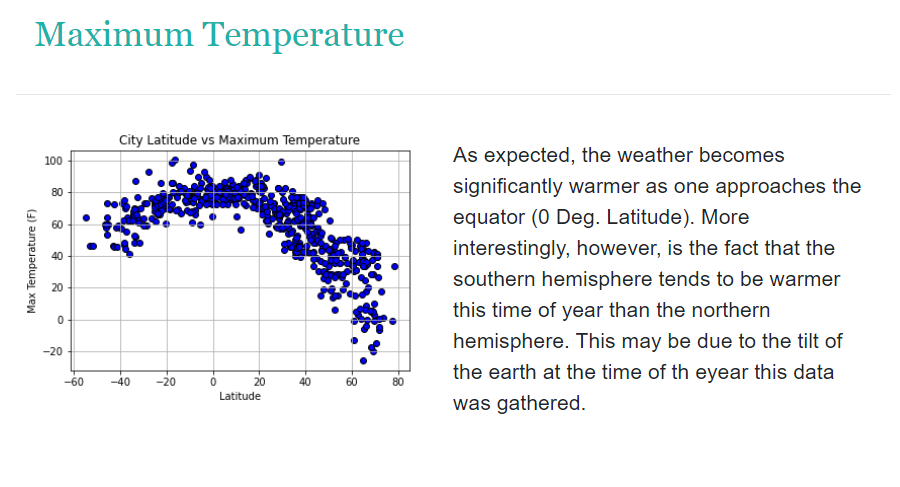 Maximum Temperature
City Latitude vs Maximum Temperature
Max Temperature (F)
100
80
60
40
20
0
−20
−60 −40 −20 0 20 40 60 80
Latitude
As expected, the weather becomes
significantly warmer as one approaches the
equator (0 Deg. Latitude). More
interestingly, however, is the fact that the
southern hemisphere tends to be warmer
this time of year than the northern
hemisphere. This may be due to the tilt of
the earth at the time of th eyear this data
was gathered.